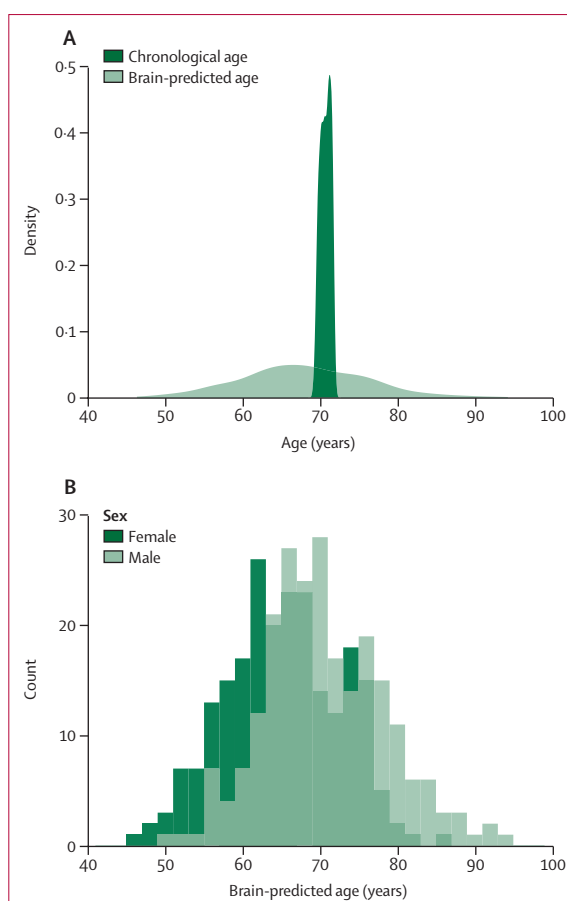 A
Chronological age
Brain-predicted age
0·5
0·4
0·3
0·2
0·1
0
Density
40 50 60 70 80 90 100
Age (years)
B
Sex
Female
Male
30
20
10
0
Count
40 50 60 70 80 90 100
Brain-predicted age (years)